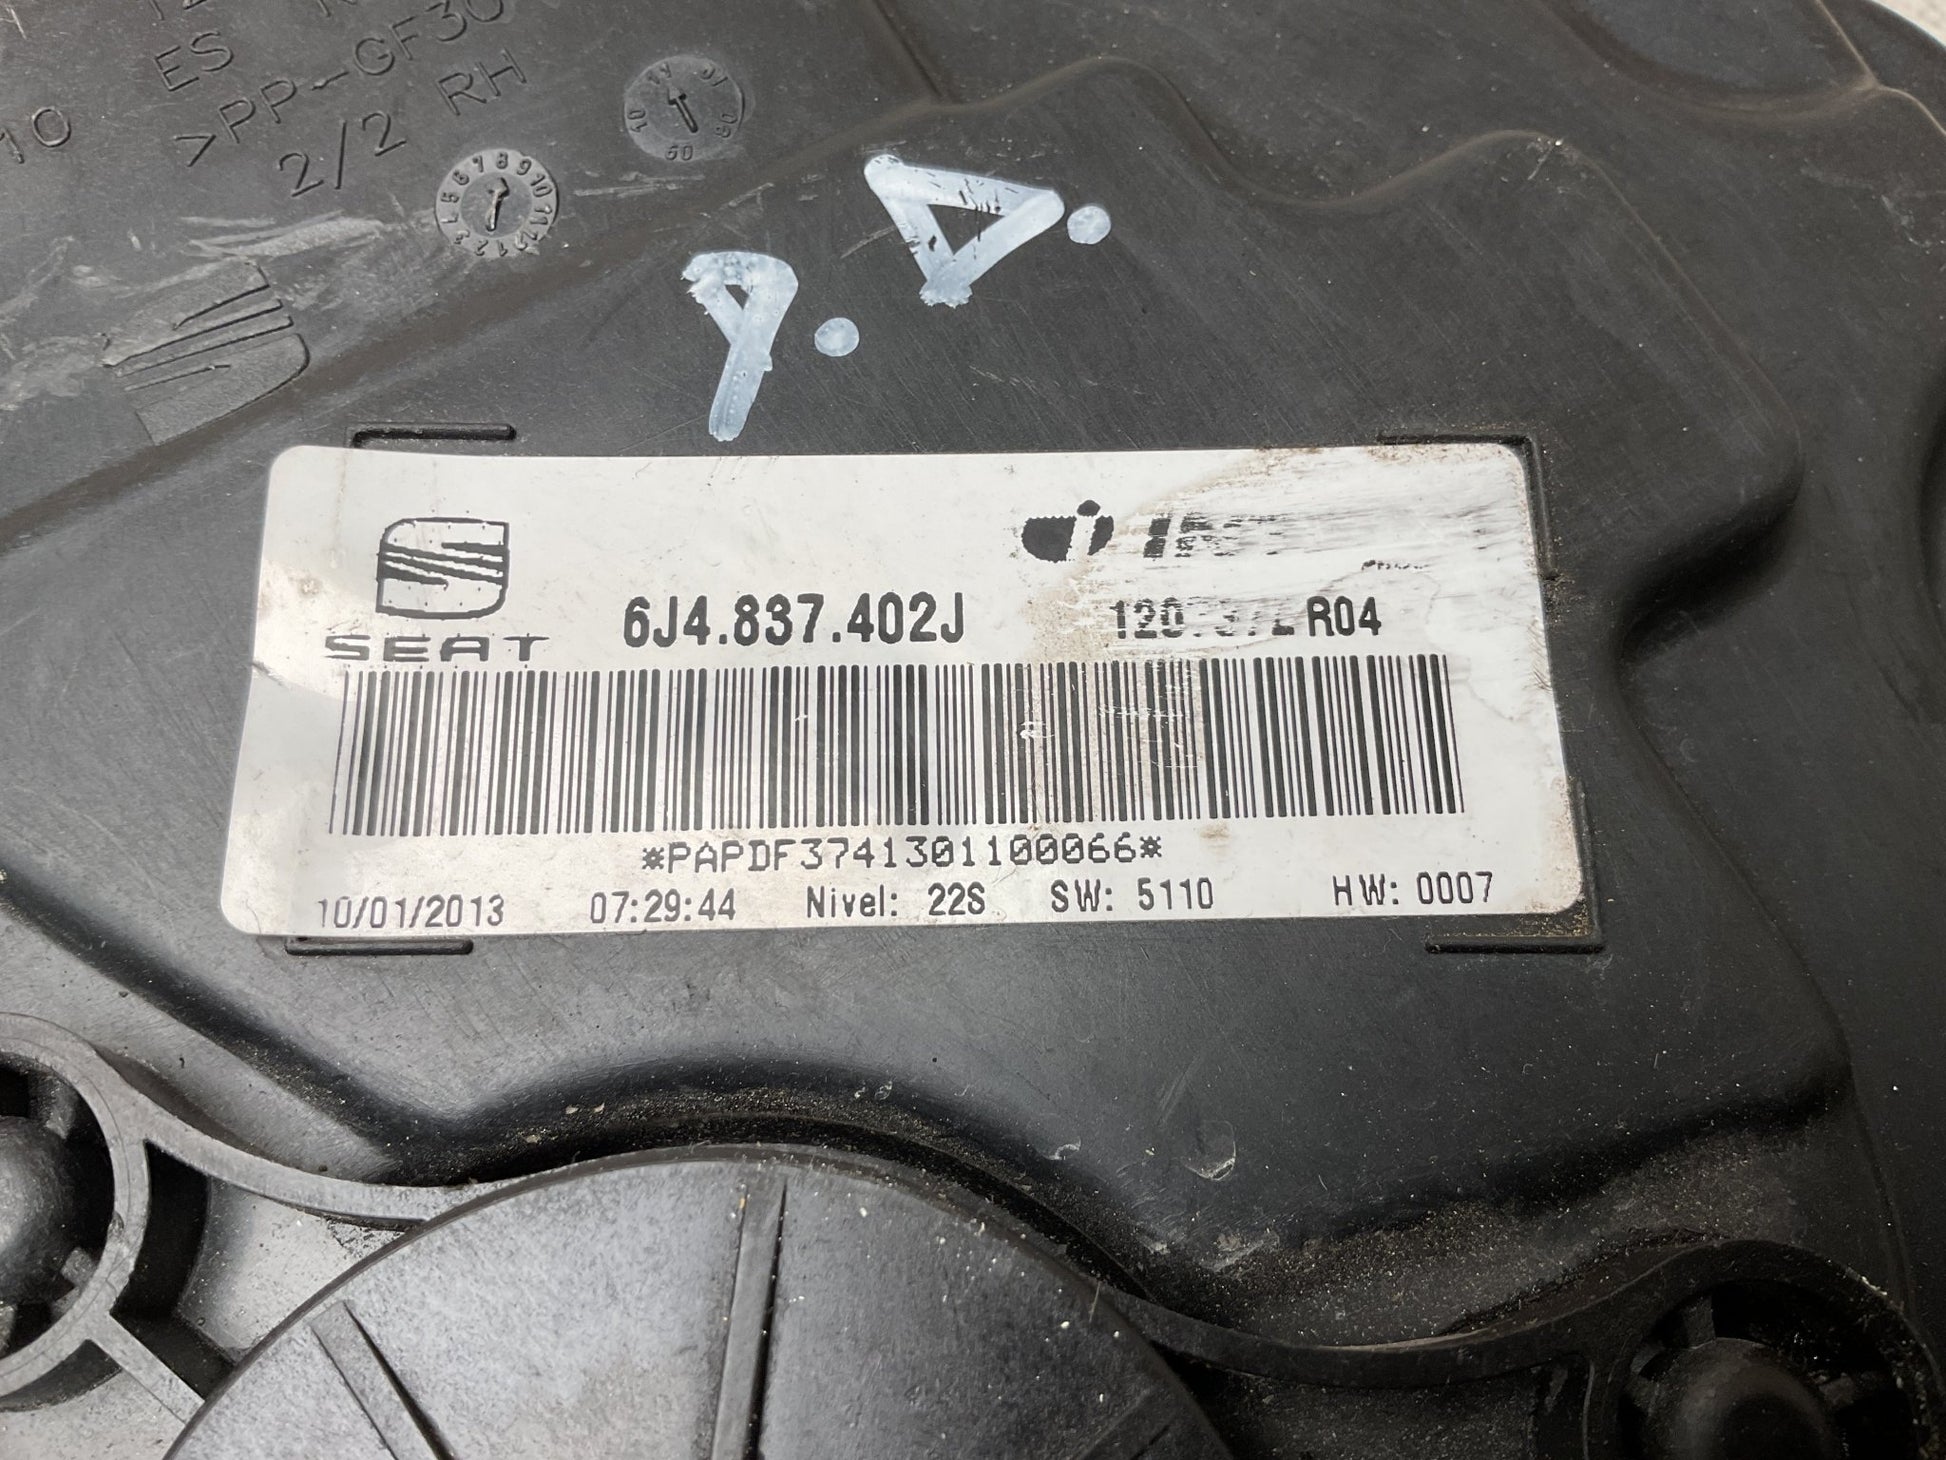 ES
>PP-GF30
10
2/2 RH
P.D.
SEAT
6J4.837.402J
R04
*PAPDF3741301100066*
10/01/2013 07:29:44 Nivel: 22S SW: 5110 HW: 0007